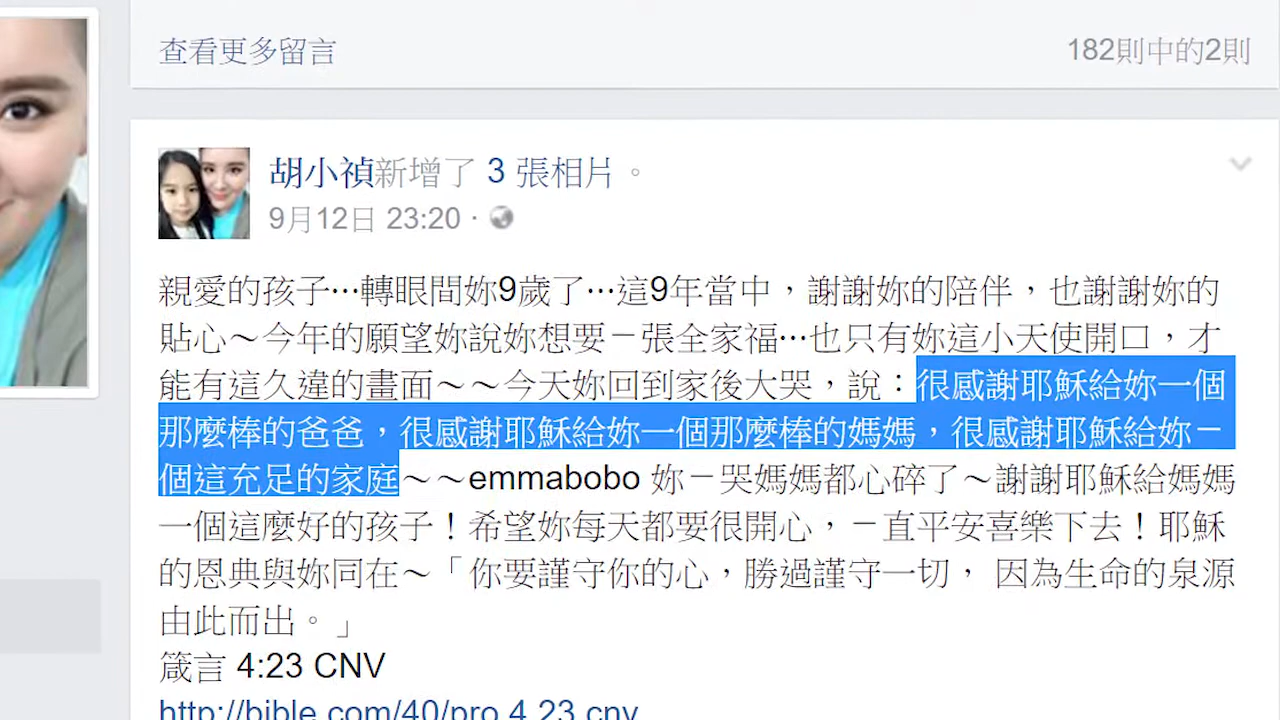 查看更多留言
182則中的2則
胡小禎新增了 3 張相片。
9月12日 23:20 ·
親愛的孩子…轉眼間妳9歲了…這9年當中，謝謝妳的陪伴，也謝謝妳的
貼心～今年的願望妳說妳想要－張全家福…也只有妳這小天使開口，才
能有這久違的畫面～～今天妳回到家後大哭，說：很感謝耶穌給妳一個
那麼棒的爸爸，很感謝耶穌給妳一個那麼棒的媽媽，很感謝耶穌給妳－
個這充足的家庭～～emmabobo 妳－哭媽媽都心碎了～謝謝耶穌給媽媽
一個這麼好的孩子！希望妳每天都要很開心，－直平安喜樂下去！耶穌
的恩典與妳同在～「你要謹守你的心，勝過謹守一切， 因為生命的泉源
由此而出。」
箴言 4:23 CNV
http://bible.com/40/pro.4.23.cnv